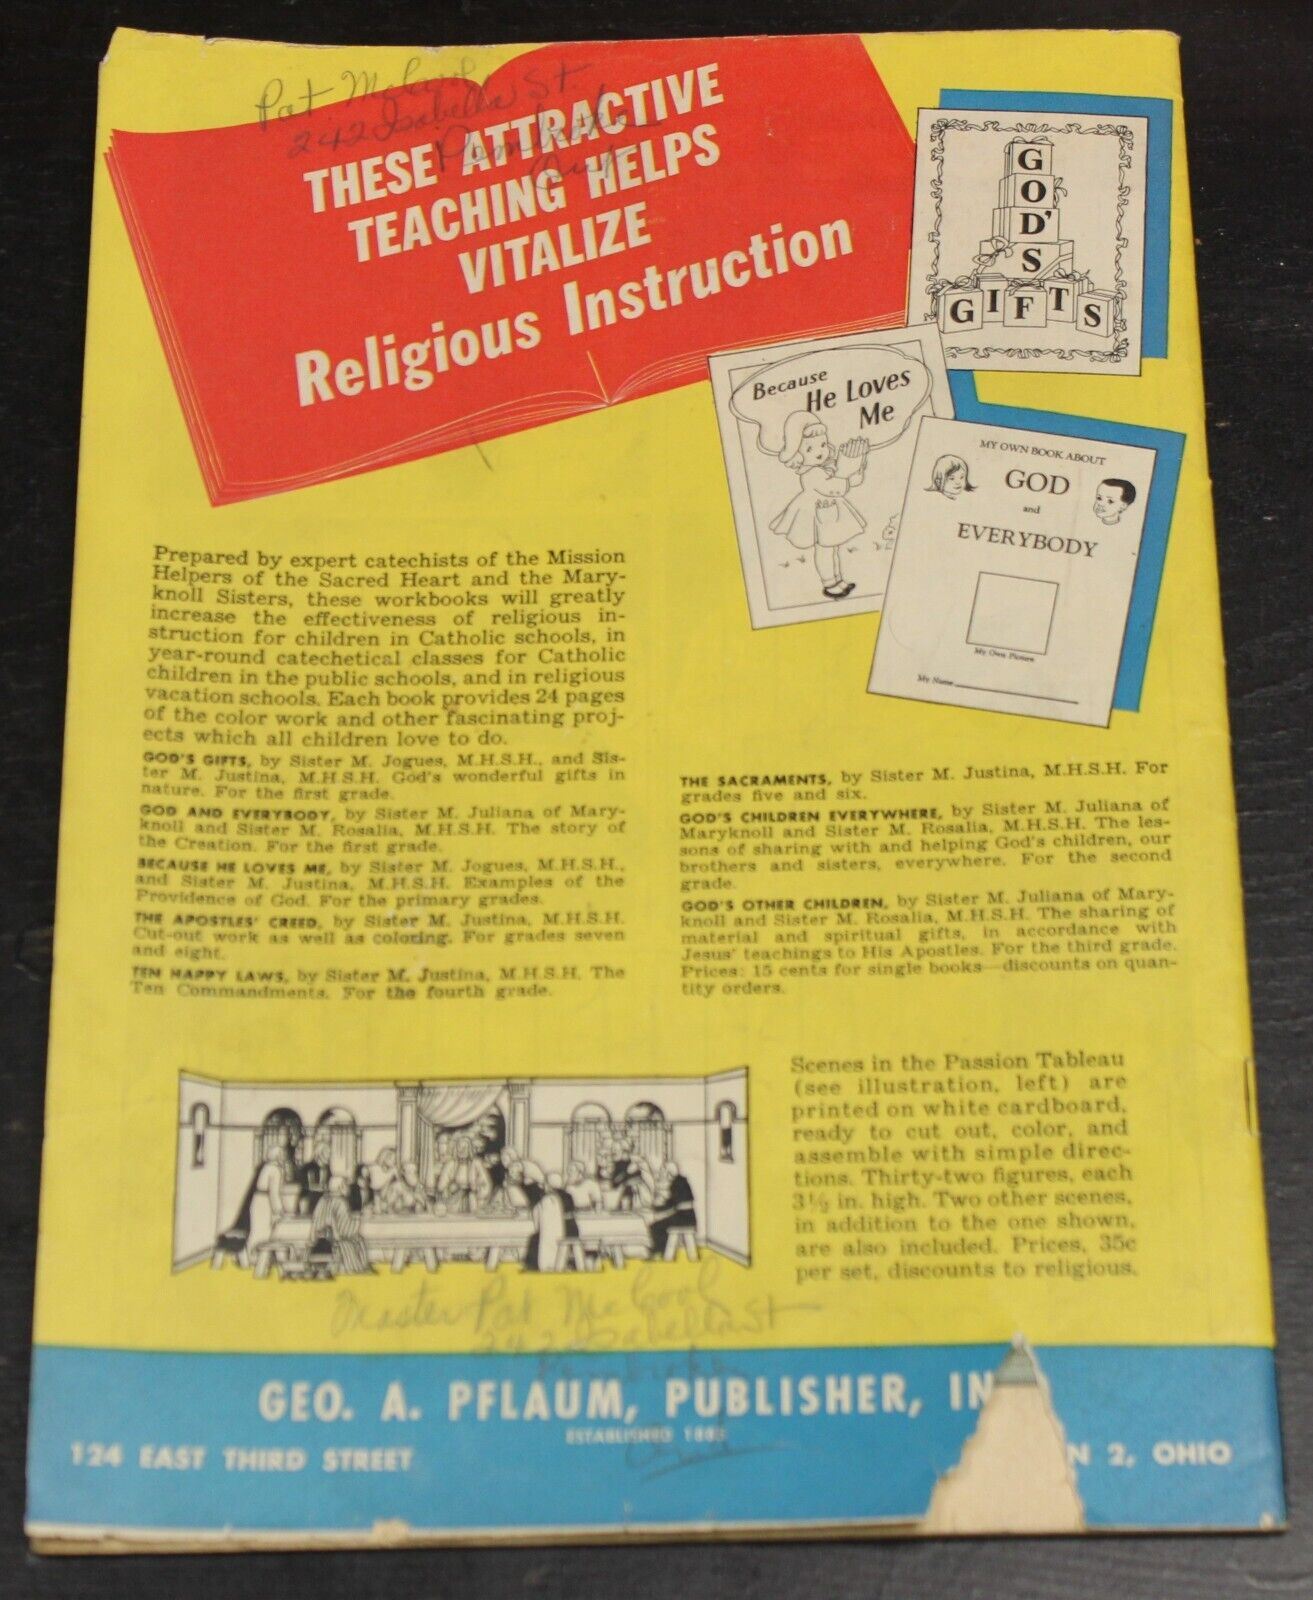 Pat McCool
242 Isabella St.
Pembroke
Ont
THESE ATTRACTIVE
TEACHING HELPS
VITALIZE
Religious Instruction
GOD'S
GIFTS
Because
He Loves
Me
MY OWN BOOK ABOUT
GOD
and
EVERYBODY
My Own Picture
My Name
Prepared by expert catechists of the Mission
Helpers of the Sacred Heart and the Mary-
knoll Sisters, these workbooks will greatly
increase the effectiveness of religious in-
struction for children in Catholic schools, in
year-round catechetical classes for Catholic
children in the public schools, and in religious
vacation schools. Each book provides 24 pages
of the color work and other fascinating proj-
ects which all children love to do.
GOD'S GIFTS, by Sister M. Jogues, M.H.S.H., and Sis-
ter M. Justina, M.H.S.H. God's wonderful gifts in
nature. For the first grade.
GOD AND EVERYBODY, by Sister M. Juliana of Mary-
knoll and Sister M. Rosalia, M.H.S.H. The story of
the Creation. For the first grade.
BECAUSE HE LOVES ME, by Sister M. Jogues, M.H.S.H.,
and Sister M. Justina, M.H.S.H. Examples of the
Providence of God. For the primary grades.
THE APOSTLES' CREED, by Sister M. Justina, M.H.S.H.
Cut-out work as well as coloring. For grades seven
and eight.
TEN HAPPY LAWS, by Sister M. Justina, M.H.S.H. The
Ten Commandments. For the fourth grade.
THE SACRAMENTS, by Sister M. Justina, M.H.S.H. For
grades five and six.
GOD'S CHILDREN EVERYWHERE, by Sister M. Juliana of
Maryknoll and Sister M. Rosalia, M.H.S.H. The les-
sons of sharing with and helping God's children, our
brothers and sisters, everywhere. For the second
grade.
GOD'S OTHER CHILDREN, by Sister M. Juliana of Mary-
knoll and Sister M. Rosalia, M.H.S.H. The sharing of
material and spiritual gifts, in accordance with
Jesus' teachings to His Apostles. For the third grade.
Prices: 15 cents for single books—discounts on quan-
tity orders.
Scenes in the Passion Tableau
(see illustration, left) are
printed on white cardboard,
ready to cut out, color, and
assemble with simple direc-
tions. Thirty-two figures, each
3½ in. high. Two other scenes,
in addition to the one shown,
are also included. Prices, 35c
per set, discounts to religious.
Master Pat McCool
242 Isabella St
Pembroke
Ont
GEO. A. PFLAUM, PUBLISHER, IN
ESTABLISHED 1885
124 EAST THIRD STREET
N 2, OHIO